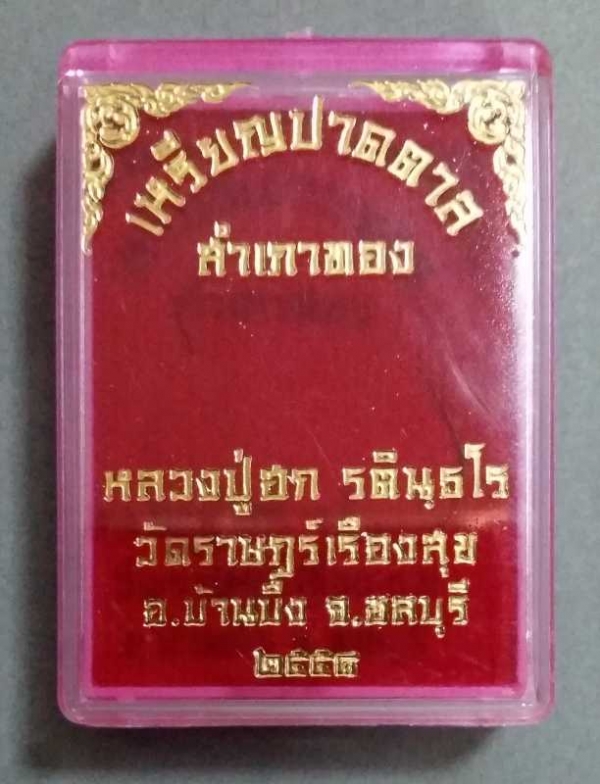 เหรียญปาดตาล
สำเภาทอง
หลวงปู่ฮก รตินฺธโร
วัดราษฎร์เรืองสุข
อ.บ้านบึ้ง จ.ชลบุรี
๒๕๕๘